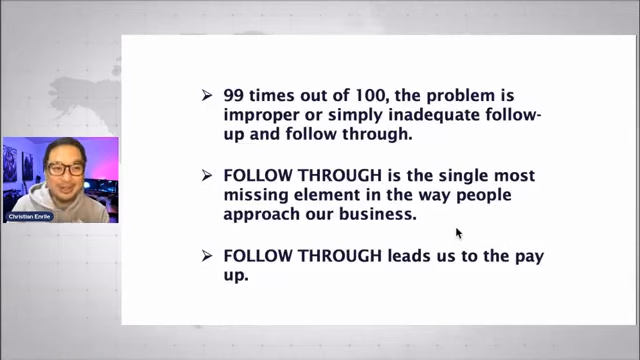 ➢ 99 times out of 100, the problem is
improper or simply inadequate follow-
up and follow through.
➢ FOLLOW THROUGH is the single most
missing element in the way people
approach our business.
➢ FOLLOW THROUGH leads us to the pay
up.
Christian Enrile